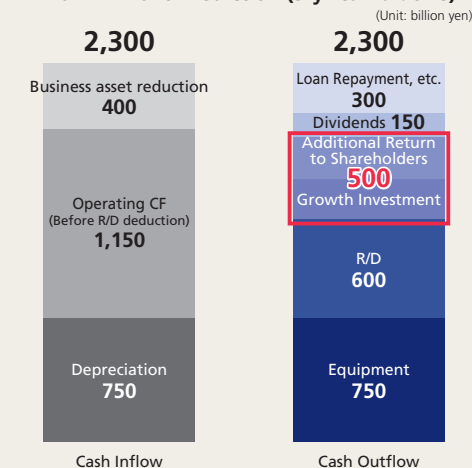 (Unit: billion yen)
2,300
2,300
Business asset reduction
400
Operating CF
(Before R/D deduction)
1,150
Depreciation
750
Cash Inflow
Loan Repayment, etc.
300
Dividends 150
Additional Return
to Shareholders
500
Growth Investment
R/D
600
Equipment
750
Cash Outflow